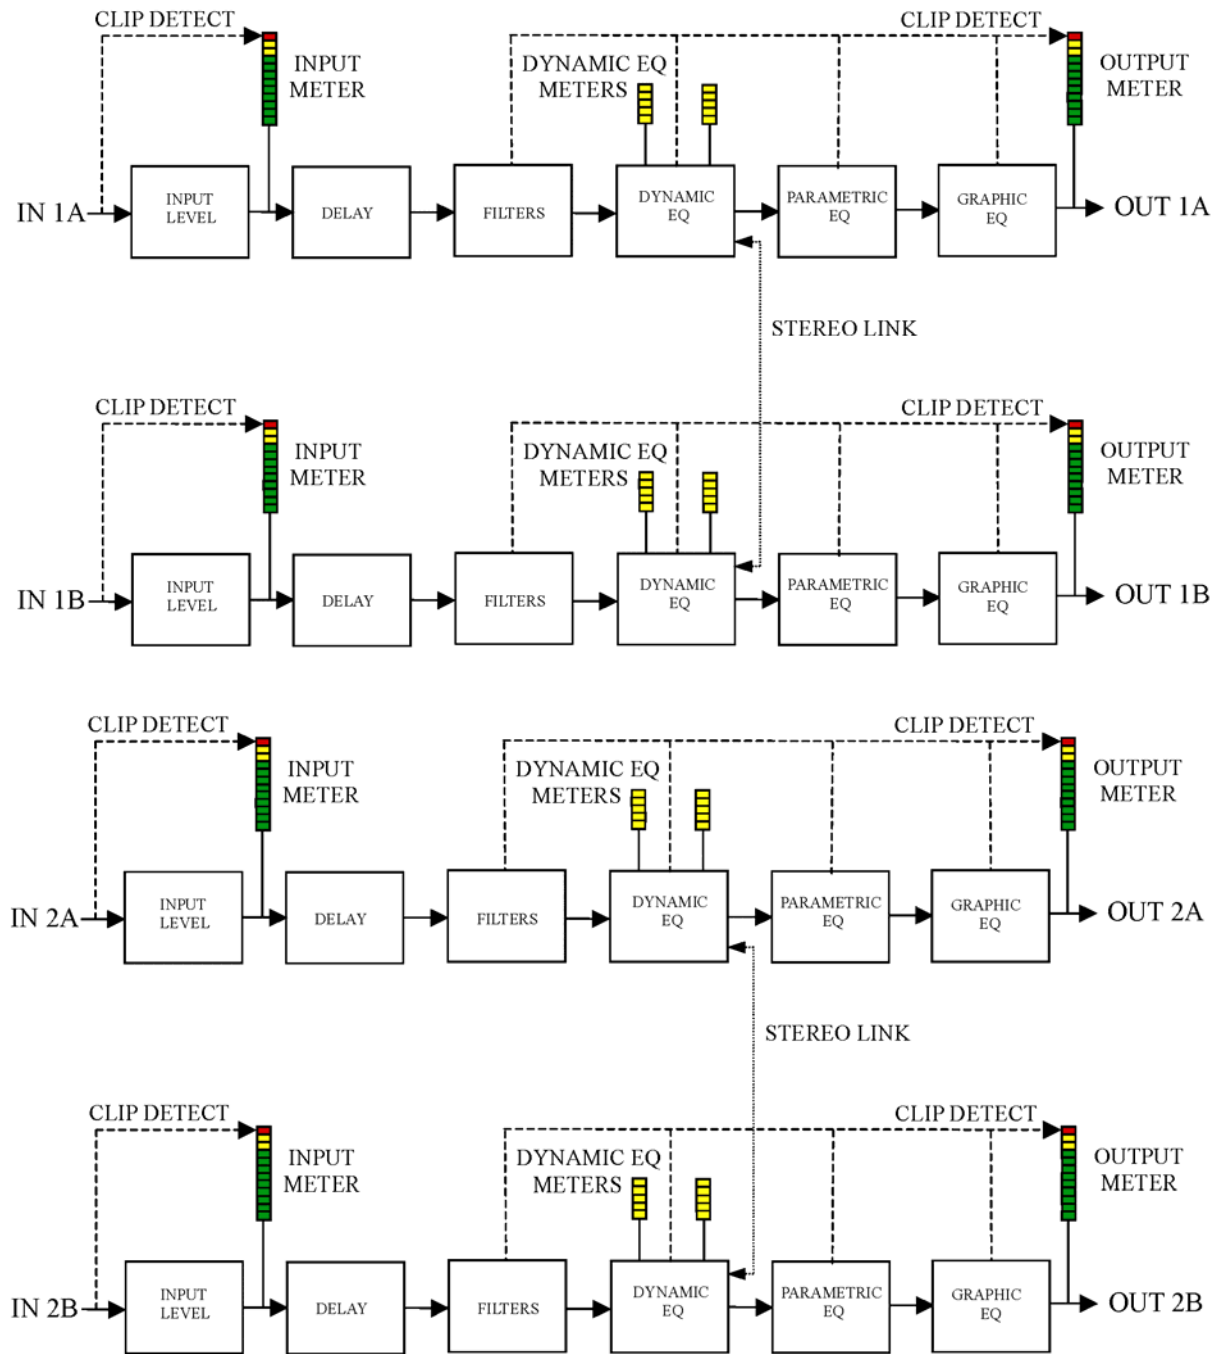 CLIP DETECT
CLIP DETECT
INPUT
METER
DYNAMIC EQ
METERS
OUTPUT
METER
IN 1A
INPUT
LEVEL
DELAY
FILTERS
DYNAMIC
EQ
PARAMETRIC
EQ
GRAPHIC
EQ
OUT 1A
STEREO LINK
CLIP DETECT
CLIP DETECT
INPUT
METER
DYNAMIC EQ
METERS
OUTPUT
METER
IN 1B
INPUT
LEVEL
DELAY
FILTERS
DYNAMIC
EQ
PARAMETRIC
EQ
GRAPHIC
EQ
OUT 1B
CLIP DETECT
CLIP DETECT
INPUT
METER
DYNAMIC EQ
METERS
OUTPUT
METER
IN 2A
INPUT
LEVEL
DELAY
FILTERS
DYNAMIC
EQ
PARAMETRIC
EQ
GRAPHIC
EQ
OUT 2A
STEREO LINK
CLIP DETECT
CLIP DETECT
INPUT
METER
DYNAMIC EQ
METERS
OUTPUT
METER
IN 2B
INPUT
LEVEL
DELAY
FILTERS
DYNAMIC
EQ
PARAMETRIC
EQ
GRAPHIC
EQ
OUT 2B